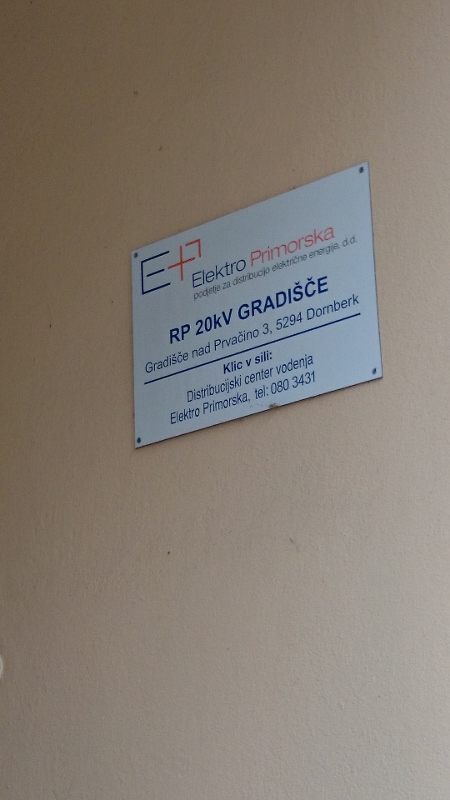 E+
Elektro Primorska
podjetje za distribucijo električne energije, d.d.
RP 20kV GRADIŠČE
Gradišče nad Prvačino 3, 5294 Dornberk
Klic v sili:
Distribucijski center vodenja
Elektro Primorska, tel: 080 3431